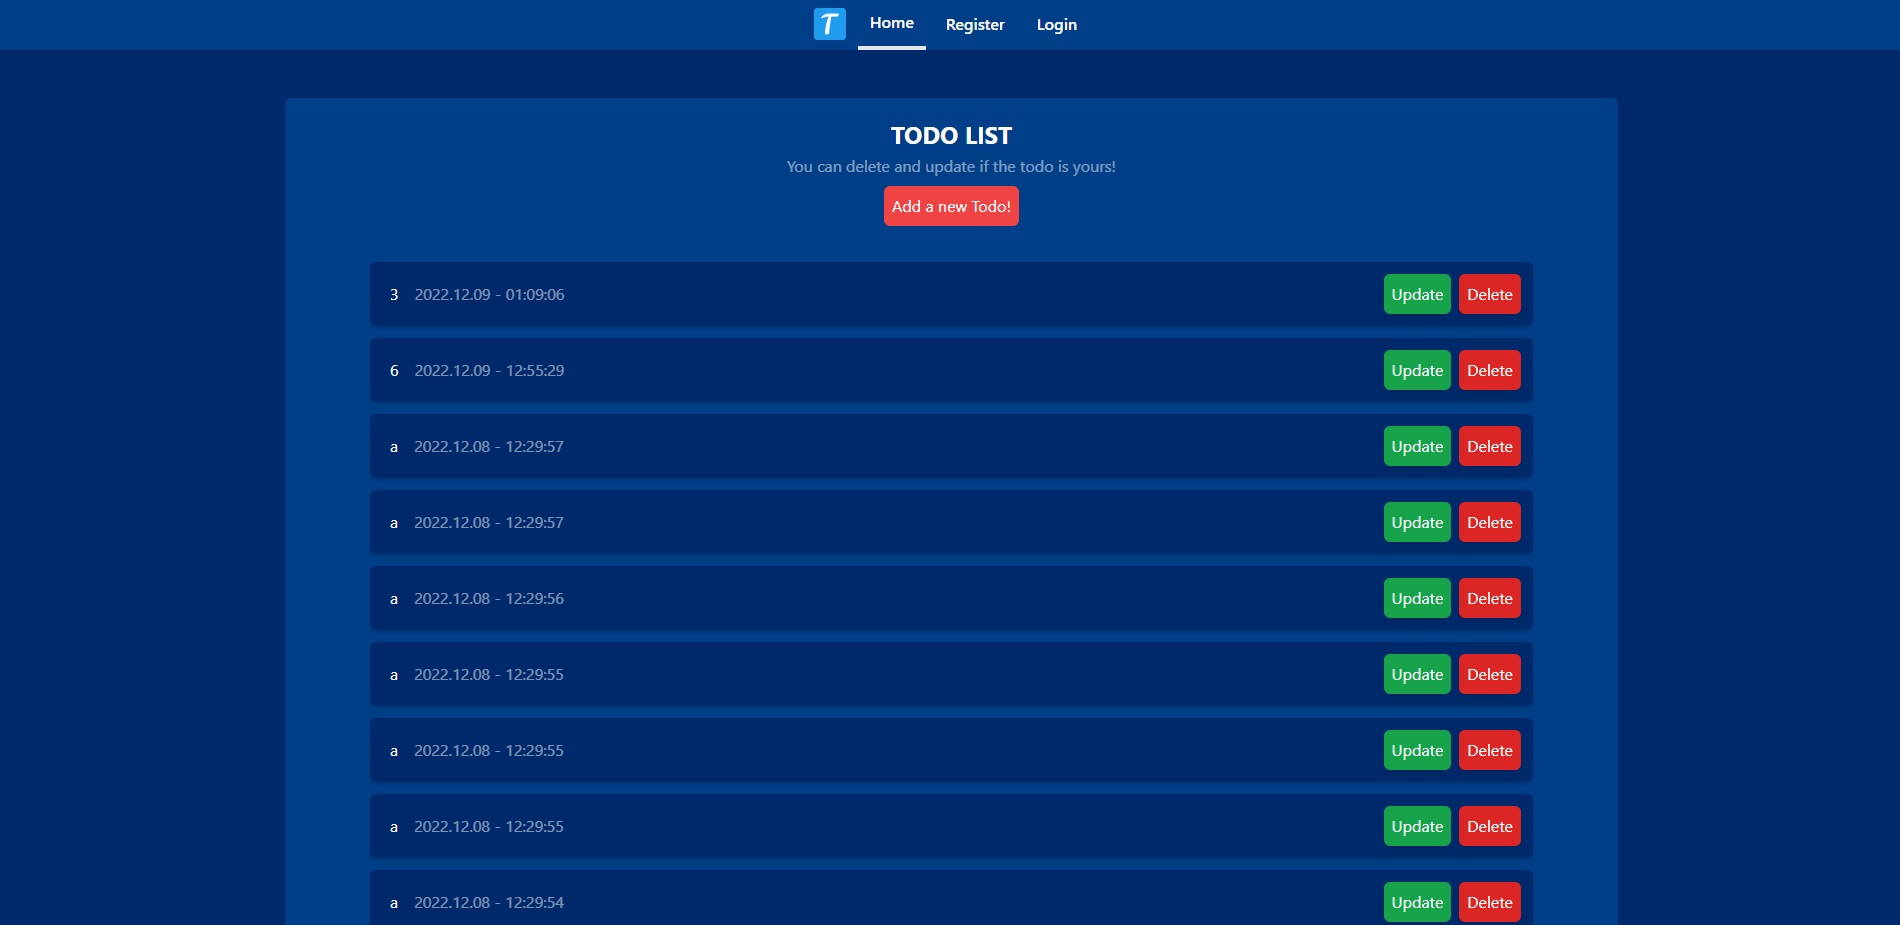 T Home Register Login
TODO LIST
You can delete and update if the todo is yours!
Add a new Todo!
3 2022.12.09 - 01:09:06 Update Delete
6 2022.12.09 - 12:55:29 Update Delete
a 2022.12.08 - 12:29:57 Update Delete
a 2022.12.08 - 12:29:57 Update Delete
a 2022.12.08 - 12:29:56 Update Delete
a 2022.12.08 - 12:29:55 Update Delete
a 2022.12.08 - 12:29:55 Update Delete
a 2022.12.08 - 12:29:55 Update Delete
a 2022.12.08 - 12:29:54 Update Delete